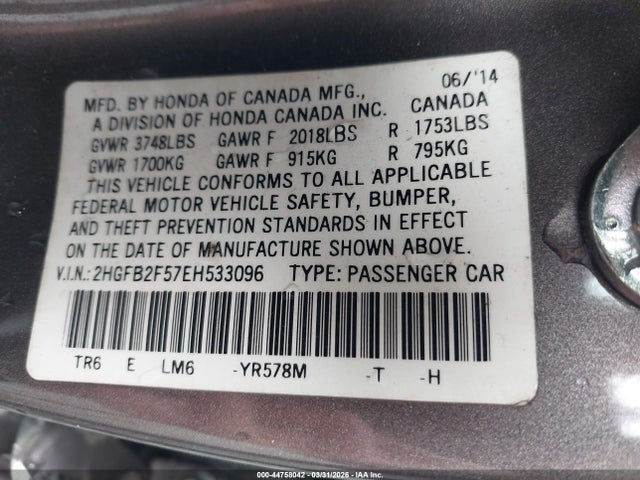 06/'14
MFD. BY HONDA OF CANADA MFG.,
A DIVISION OF HONDA CANADA INC. CANADA
GVWR 3748LBS GAWR F 2018LBS R 1753LBS
GVWR 1700KG GAWR F 915KG R 795KG
THIS VEHICLE CONFORMS TO ALL APPLICABLE
FEDERAL MOTOR VEHICLE SAFETY, BUMPER,
AND THEFT PREVENTION STANDARDS IN EFFECT
ON THE DATE OF MANUFACTURE SHOWN ABOVE.
V.I.N.: 2HGFB2F57EH533096 TYPE: PASSENGER CAR
TR6 E LM6 -YR578M -T -H
000-44758042 - 03/31/2026 - IAA Inc.